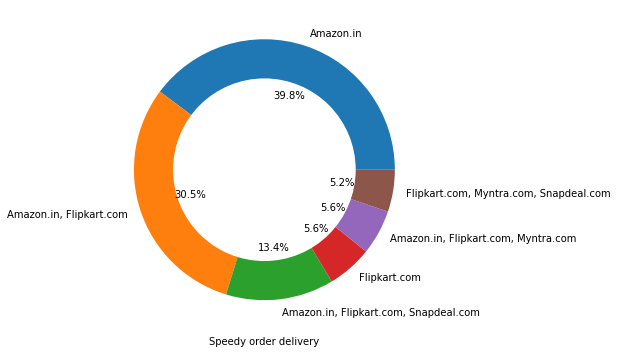 Amazon.in
39.8%
30.5%
Amazon.in, Flipkart.com
13.4%
Amazon.in, Flipkart.com, Snapdeal.com
5.6%
Flipkart.com
5.6%
Amazon.in, Flipkart.com, Myntra.com
5.2%
Flipkart.com, Myntra.com, Snapdeal.com
Speedy order delivery